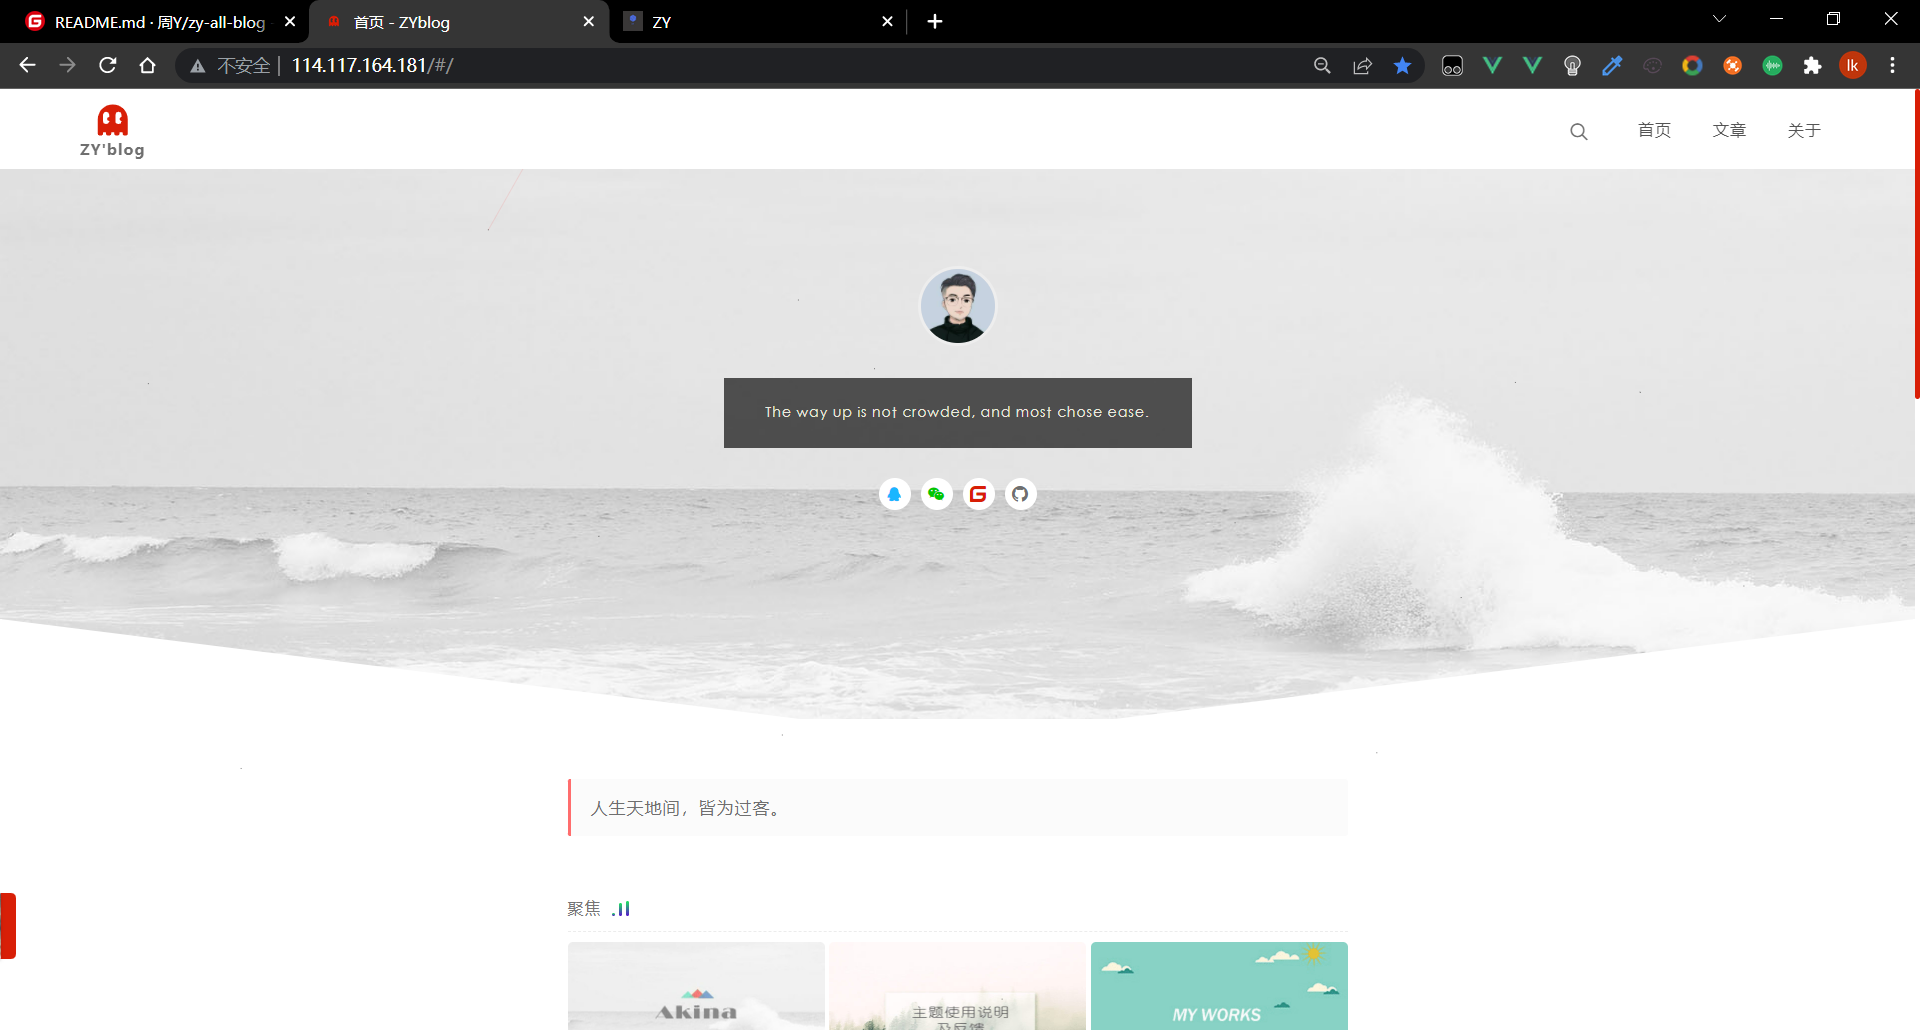 README.md · 周Y/zy-all-blog
首页 - ZYblog
ZY
不安全 | 114.117.164.181/#/
lk
ZY'blog
首页
文章
关于
The way up is not crowded, and most chose ease.
人生天地间，皆为过客。
聚焦
Akina
主题使用说明
及反馈
MY WORKS